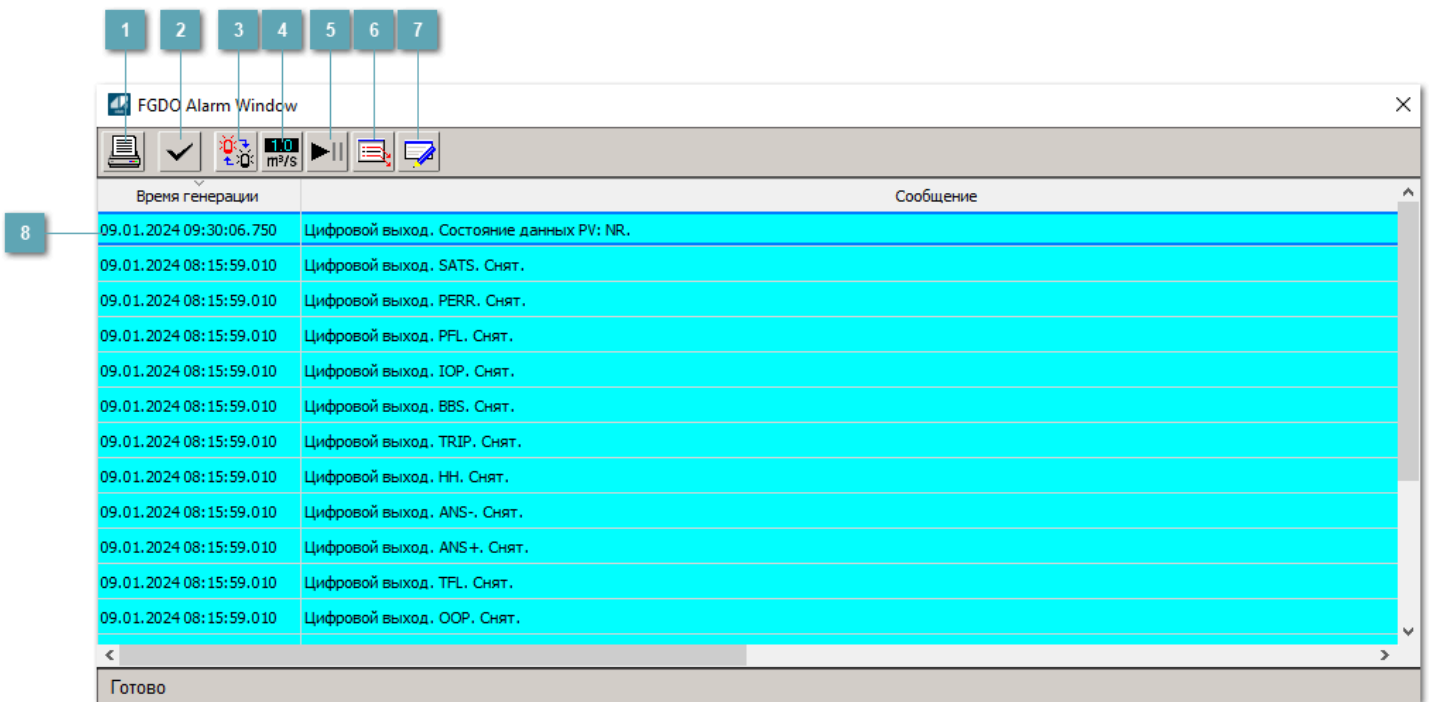 1 2 3 4 5 6 7
FGDO Alarm Window
1.0
m³/s
Время генерации Сообщение
8
09.01.2024 09:30:06.750 Цифровой выход. Состояние данных PV: NR.
09.01.2024 08:15:59.010 Цифровой выход. SATS. Снят.
09.01.2024 08:15:59.010 Цифровой выход. PERR. Снят.
09.01.2024 08:15:59.010 Цифровой выход. PFL. Снят.
09.01.2024 08:15:59.010 Цифровой выход. IOP. Снят.
09.01.2024 08:15:59.010 Цифровой выход. BBS. Снят.
09.01.2024 08:15:59.010 Цифровой выход. TRIP. Снят.
09.01.2024 08:15:59.010 Цифровой выход. HH. Снят.
09.01.2024 08:15:59.010 Цифровой выход. ANS-. Снят.
09.01.2024 08:15:59.010 Цифровой выход. ANS+. Снят.
09.01.2024 08:15:59.010 Цифровой выход. TFL. Снят.
09.01.2024 08:15:59.010 Цифровой выход. OOP. Снят.
Готово